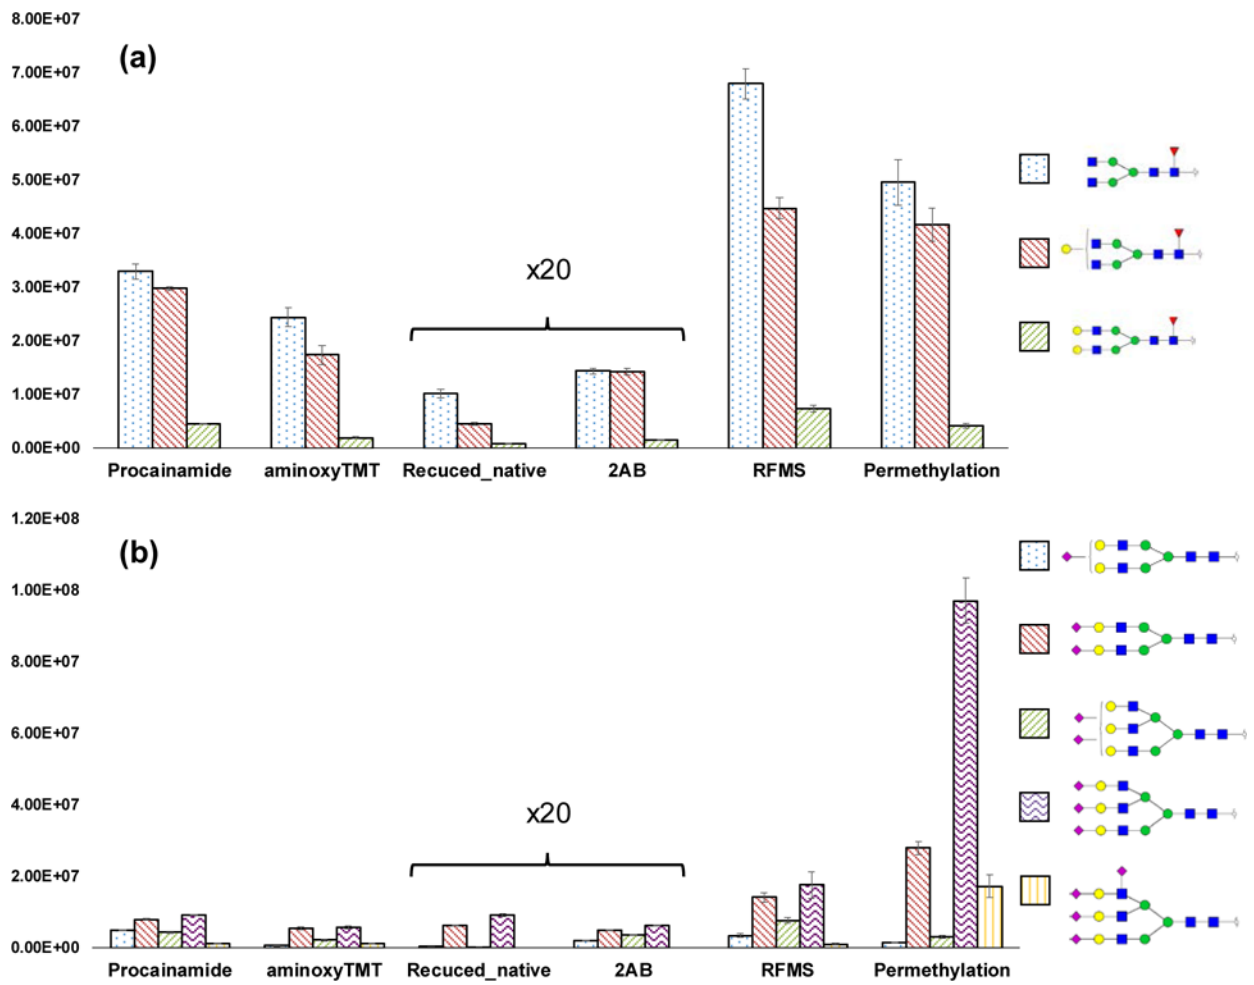 8.00E+07
(a)
7.00E+07
6.00E+07
5.00E+07
4.00E+07
3.00E+07
x20
2.00E+07
1.00E+07
0.00E+00
Procainamide aminoxyTMT Recuced_native 2AB RFMS Permethylation
1.20E+08
(b)
1.00E+08
8.00E+07
6.00E+07
4.00E+07
x20
2.00E+07
0.00E+00
Procainamide aminoxyTMT Recuced_native 2AB RFMS Permethylation